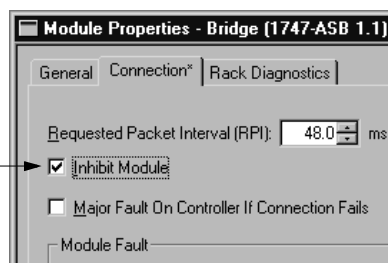 Module Properties - Bridge (1747-ASB 1.1)
General Connection* Rack Diagnostics
Requested Packet Interval (RPI): 48.0 ms
Inhibit Module
Major Fault On Controller If Connection Fails
Module Fault